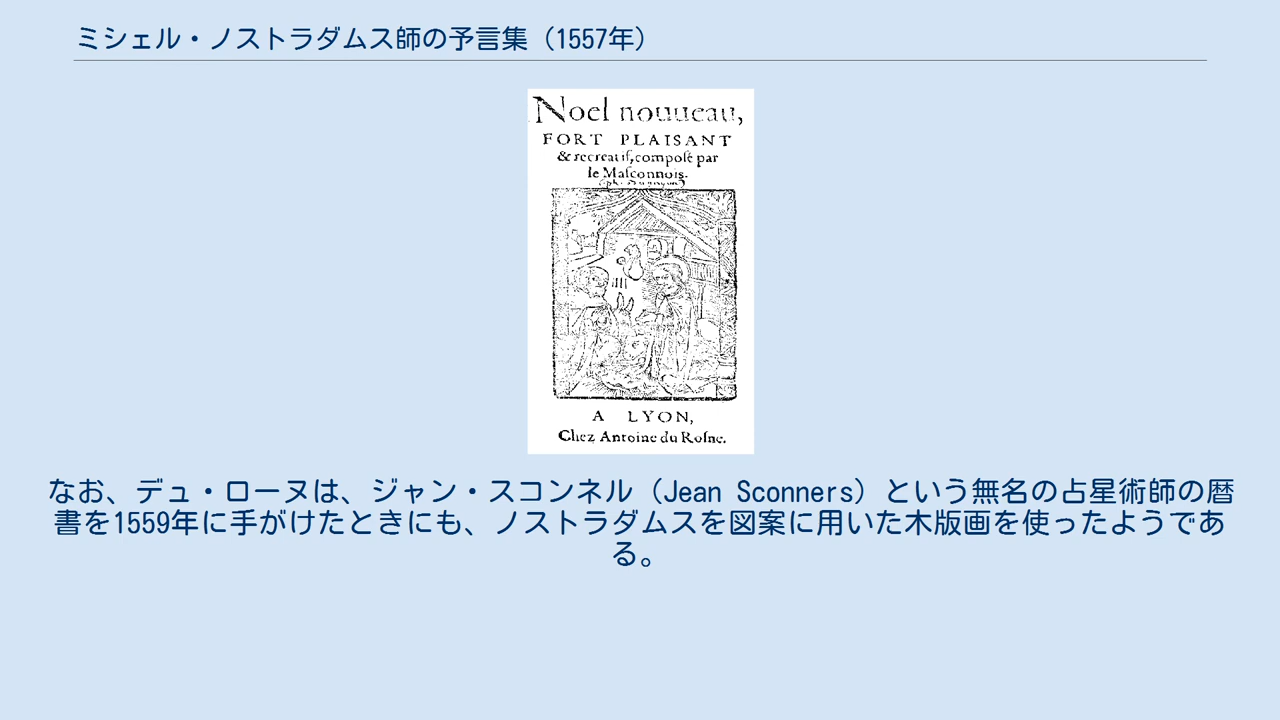 ミシェル・ノストラダムス師の予言集（1557年）
Noel nouueau,
FORT PLAISANT
& recreatif, composé par
le Masconnois.
A LYON,
Chez Antoine du Rosne.
なお、デュ・ローヌは、ジャン・スコンネル（Jean Sconners）という無名の占星術師の暦
書を1559年に手がけたときにも、ノストラダムスを図案に用いた木版画を使ったようであ
る。